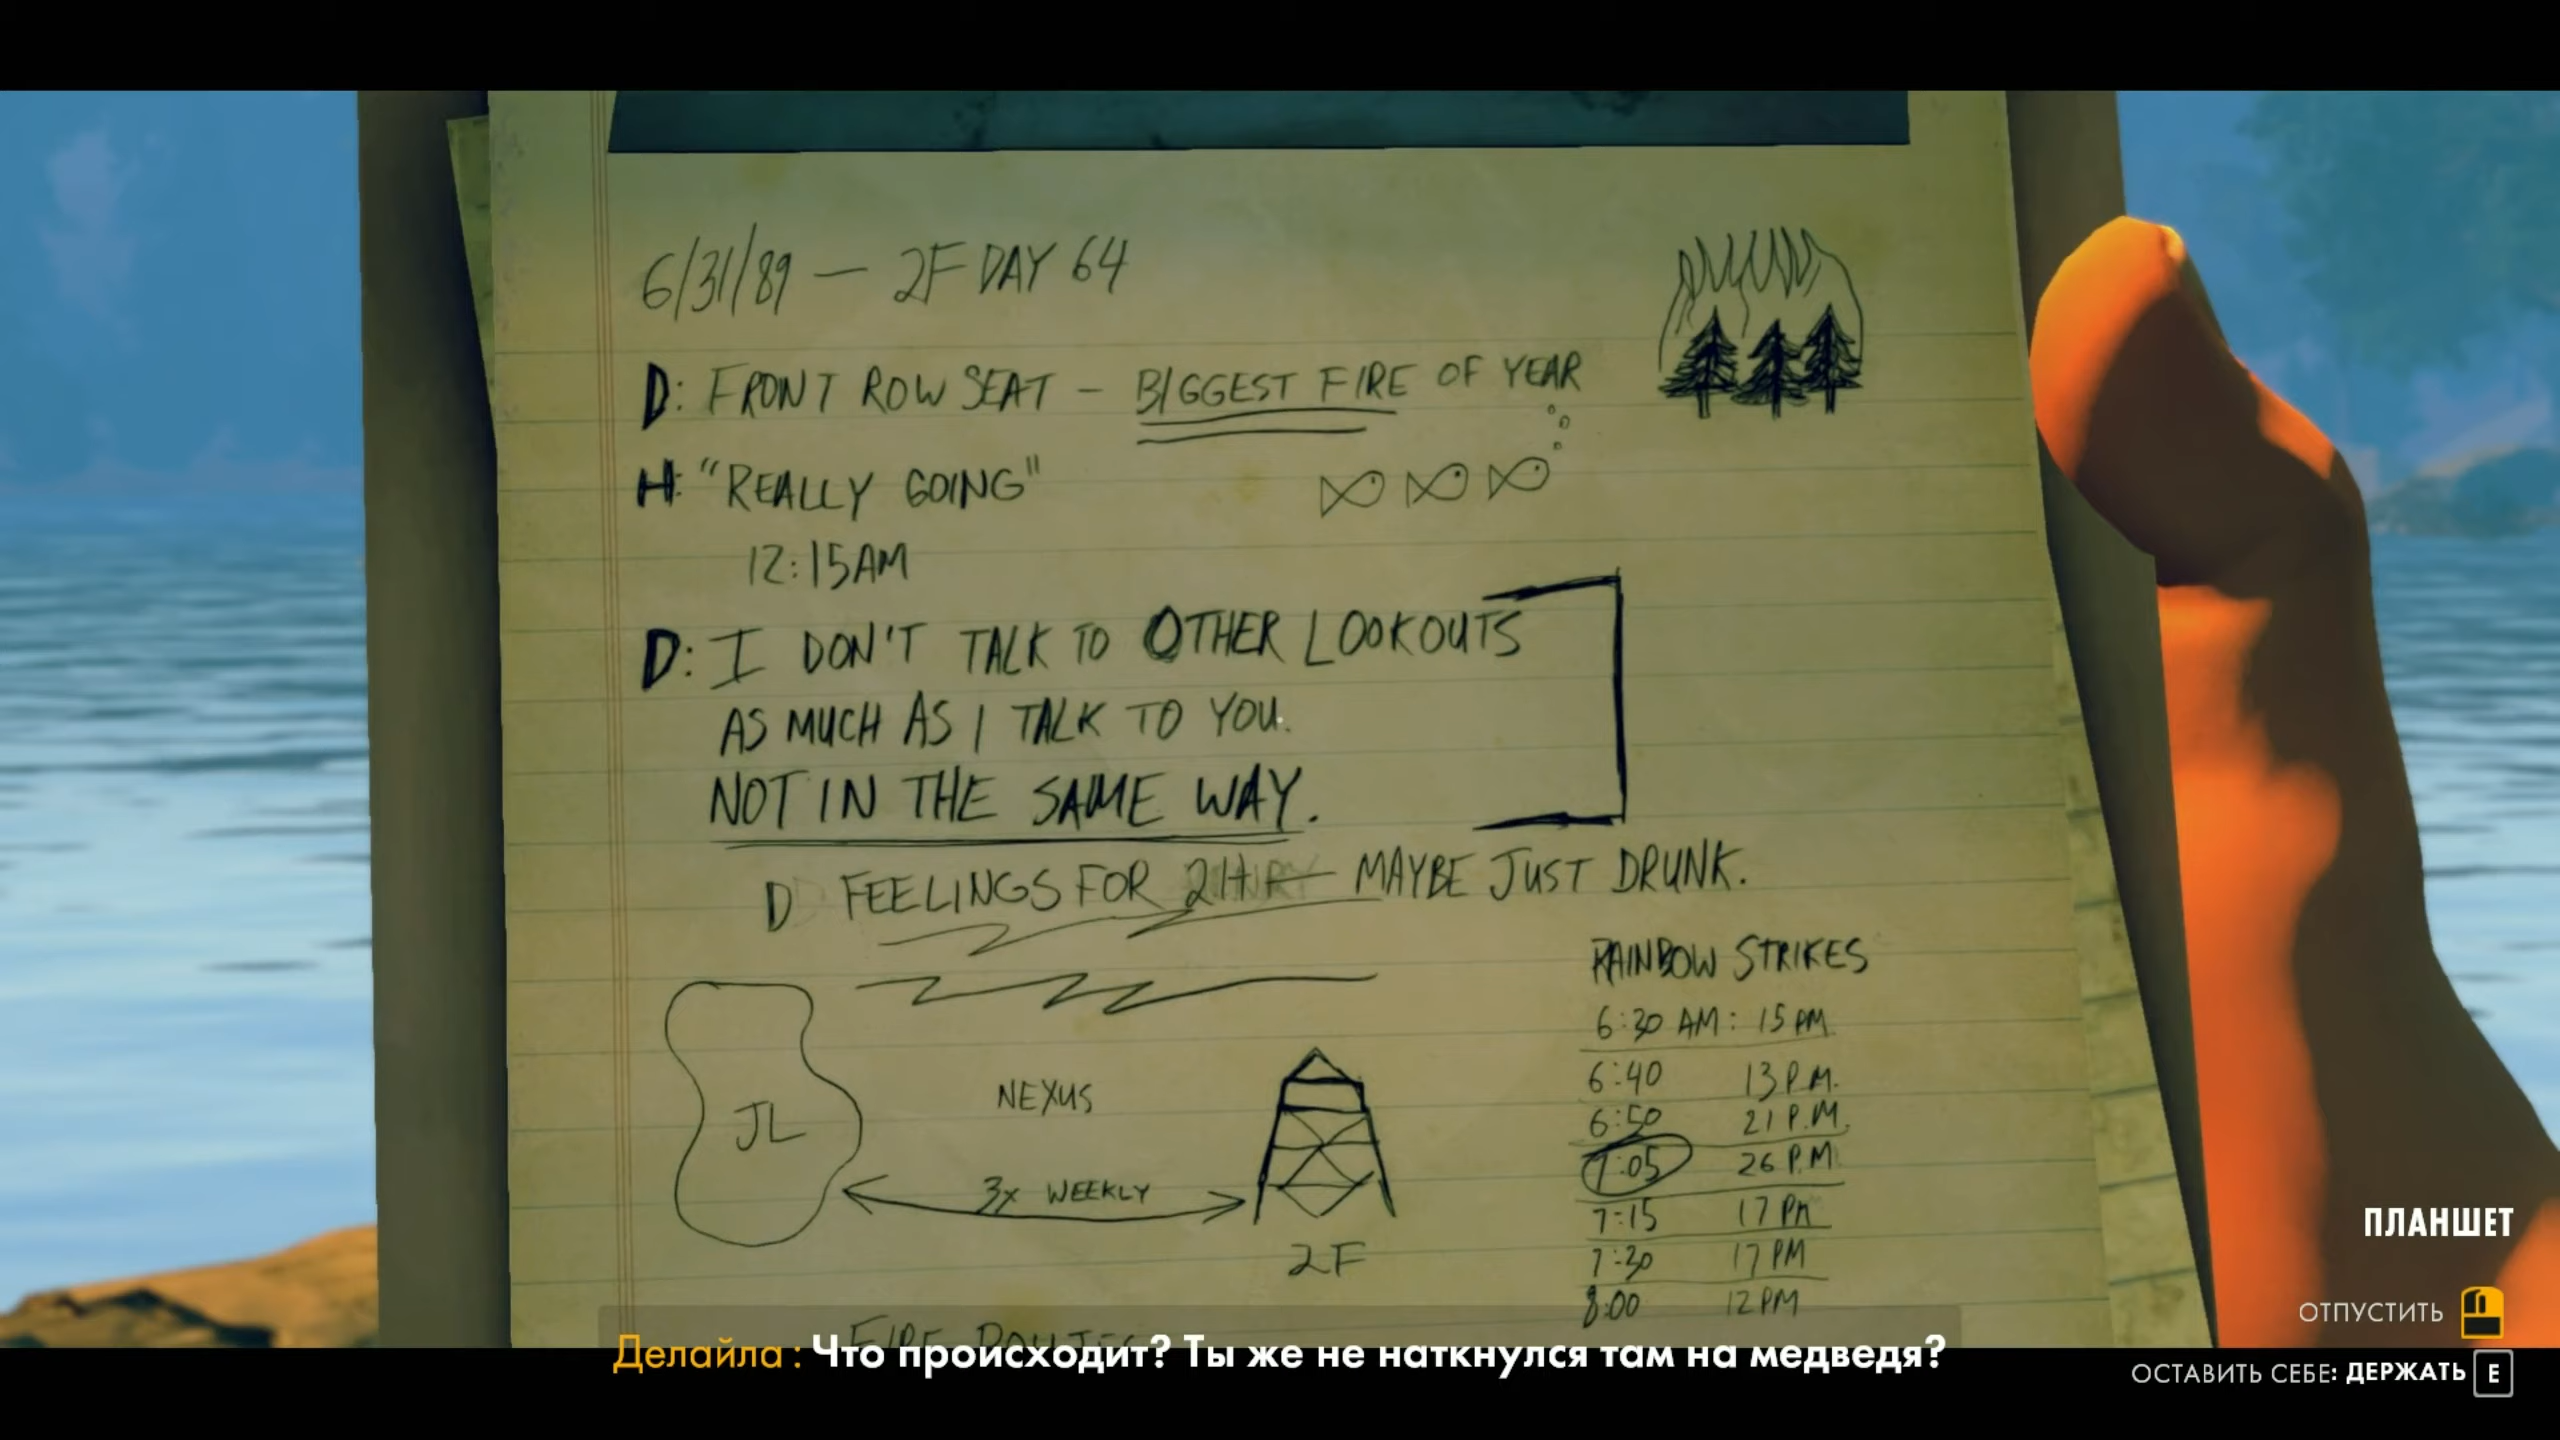 6/31/89 — 2F DAY 64
D: FRONT ROW SEAT - BIGGEST FIRE OF YEAR
H: "REALLY GOING"
12:15AM
D: I DON'T TALK TO OTHER LOOKOUTS
AS MUCH AS I TALK TO YOU.
NOT IN THE SAME WAY.
D FEELINGS FOR MAYBE JUST DRUNK.
RAINBOW STRIKES
6:30 AM: 15 PM
6:40 13 P.M.
6:50 21 P.M.
7:05 26 P.M
7:15 17 PM
7:30 17 PM
8:00 12 PM
JL
NEXUS
3x WEEKLY
2F
FIRE
ПЛАНШЕТ
ОТПУСТИТЬ
Делайла: Что происходит? Ты же не наткнулся там на медведя?
ОСТАВИТЬ СЕБЕ: ДЕРЖАТЬ E